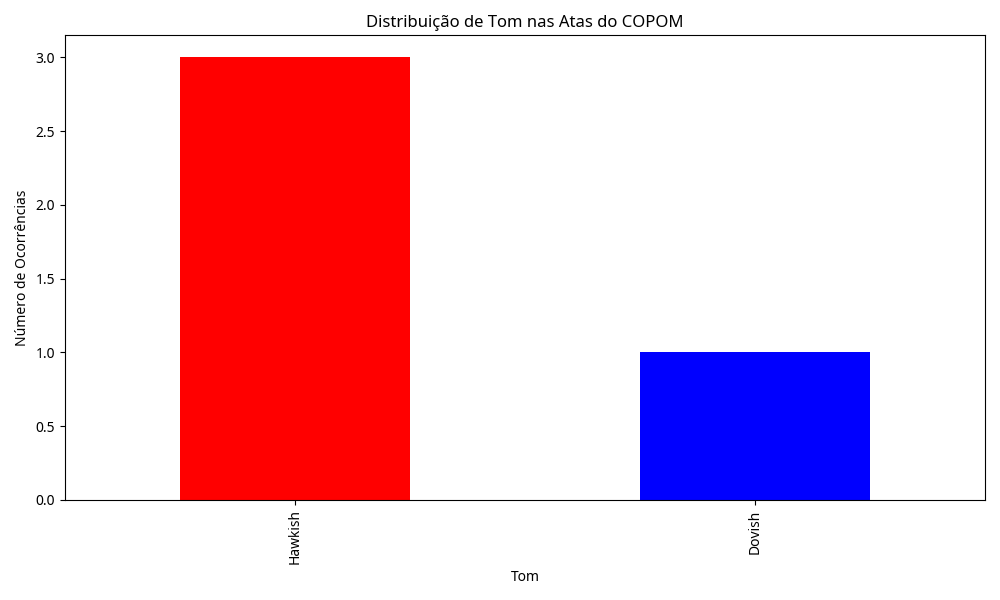 Distribuição de Tom nas Atas do COPOM
Número de Ocorrências
3.0
2.5
2.0
1.5
1.0
0.5
0.0
Hawkish
Dovish
Tom